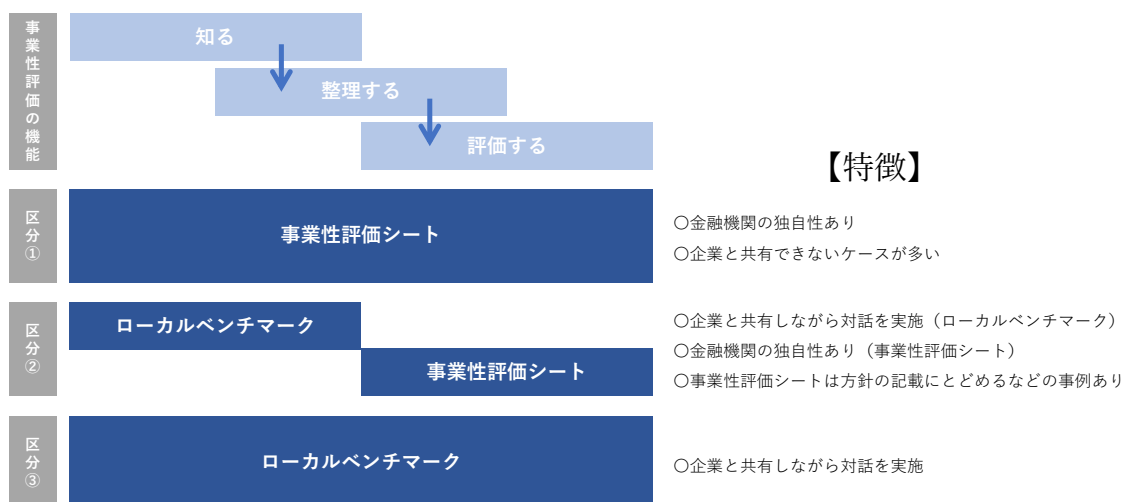 事業性評価の機能
知る
整理する
評価する
【特徴】
区分①
事業性評価シート
〇金融機関の独自性あり
〇企業と共有できないケースが多い
区分②
ローカルベンチマーク
事業性評価シート
〇企業と共有しながら対話を実施（ローカルベンチマーク）
〇金融機関の独自性あり（事業性評価シート）
〇事業性評価シートは方針の記載にとどめるなどの事例あり
区分③
ローカルベンチマーク
〇企業と共有しながら対話を実施